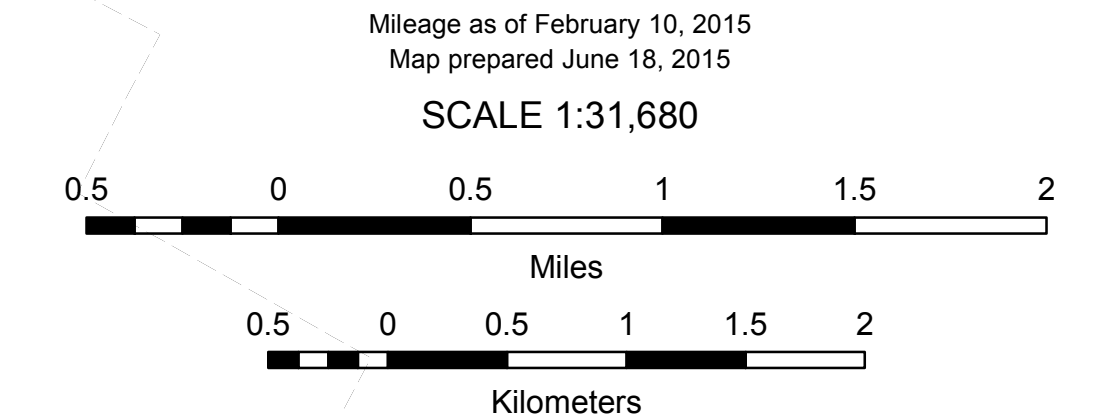 Mileage as of February 10, 2015
Map prepared June 18, 2015
SCALE 1:31,680
0.5 0 0.5 1 1.5 2
Miles
0.5 0 0.5 1 1.5 2
Kilometers